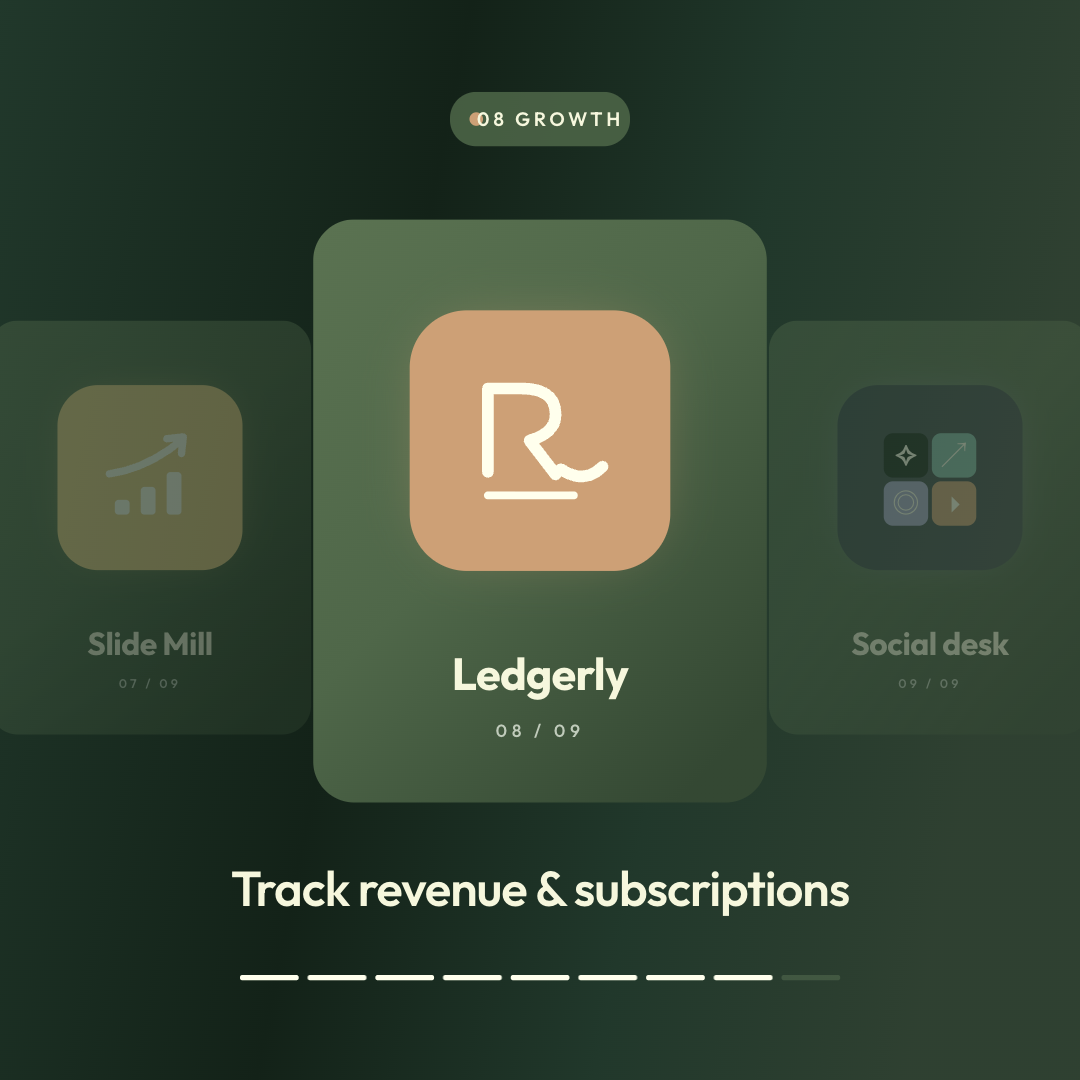 08 GROWTH
R
Slide Mill
07 / 09
Ledgerly
08 / 09
Social desk
09 / 09
Track revenue & subscriptions